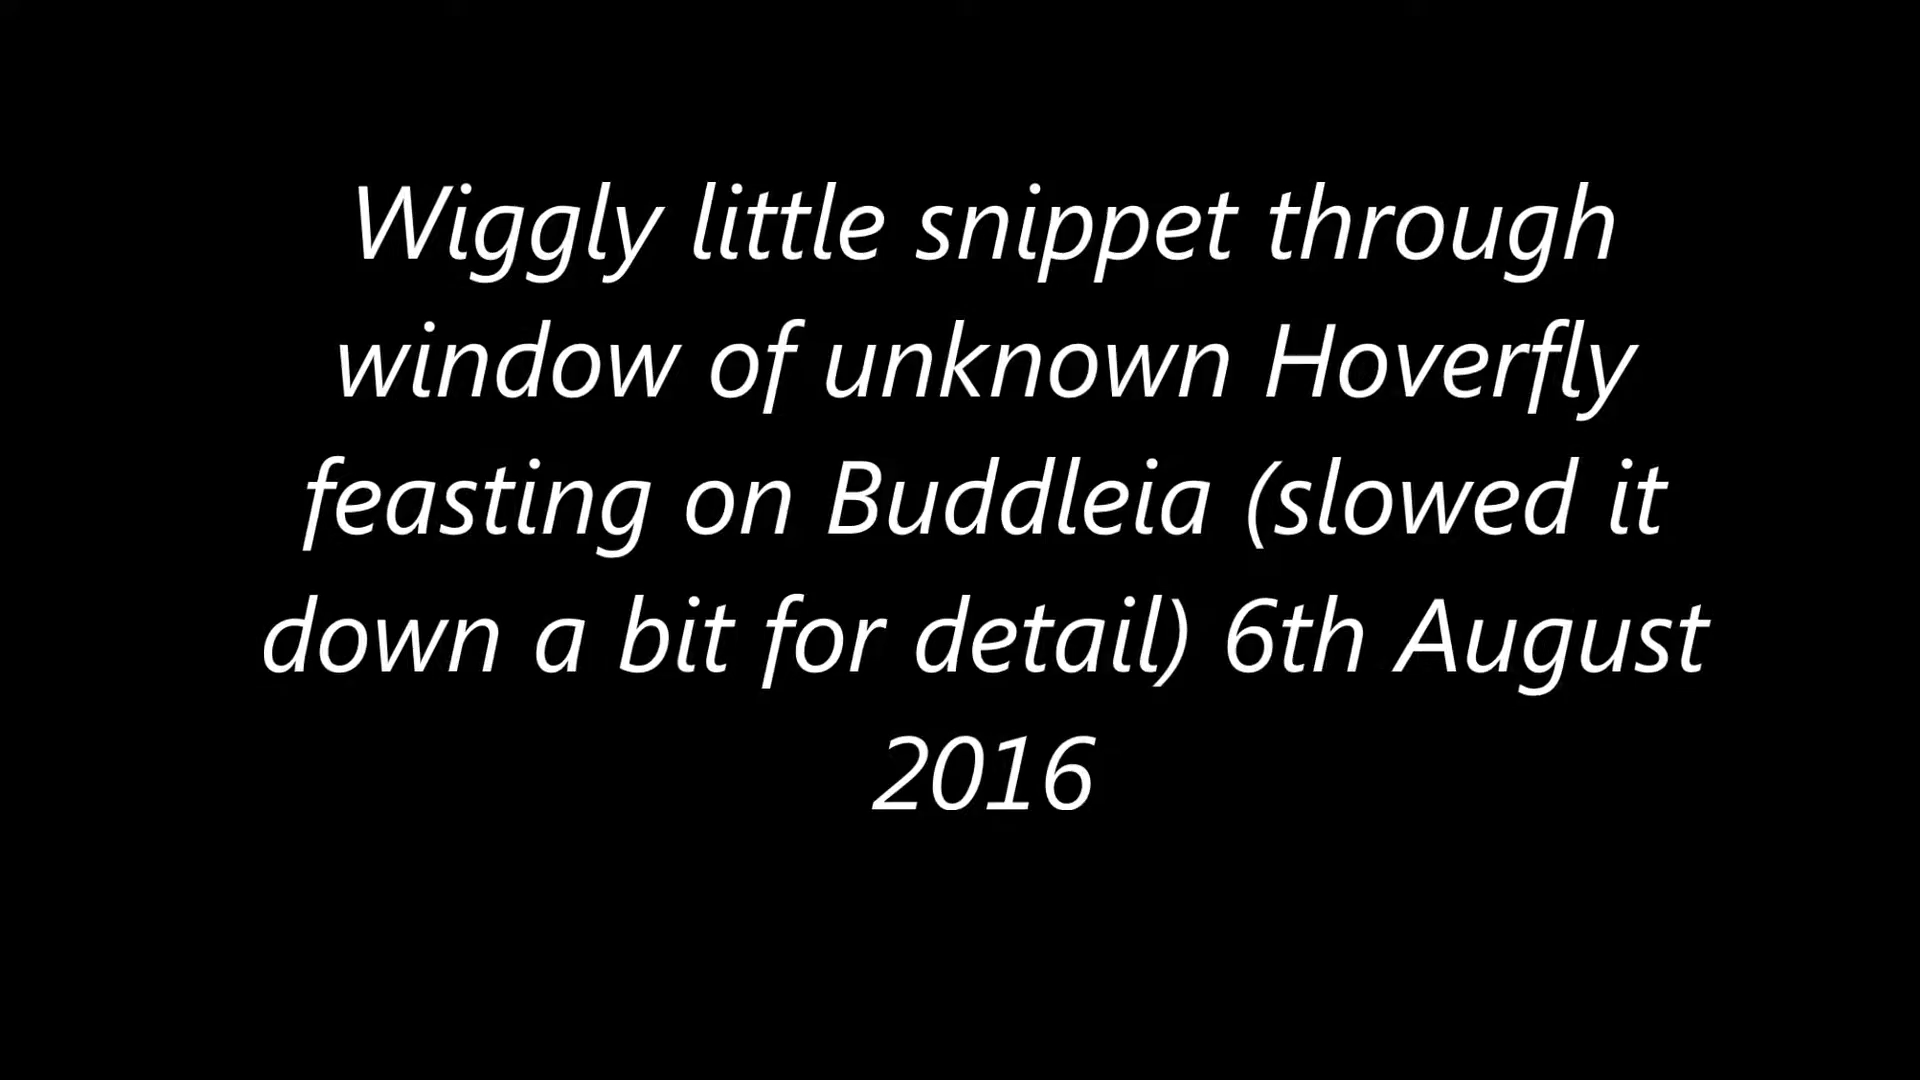 Wiggly little snippet through
window of unknown Hoverfly
feasting on Buddleia (slowed it
down a bit for detail) 6th August
2016